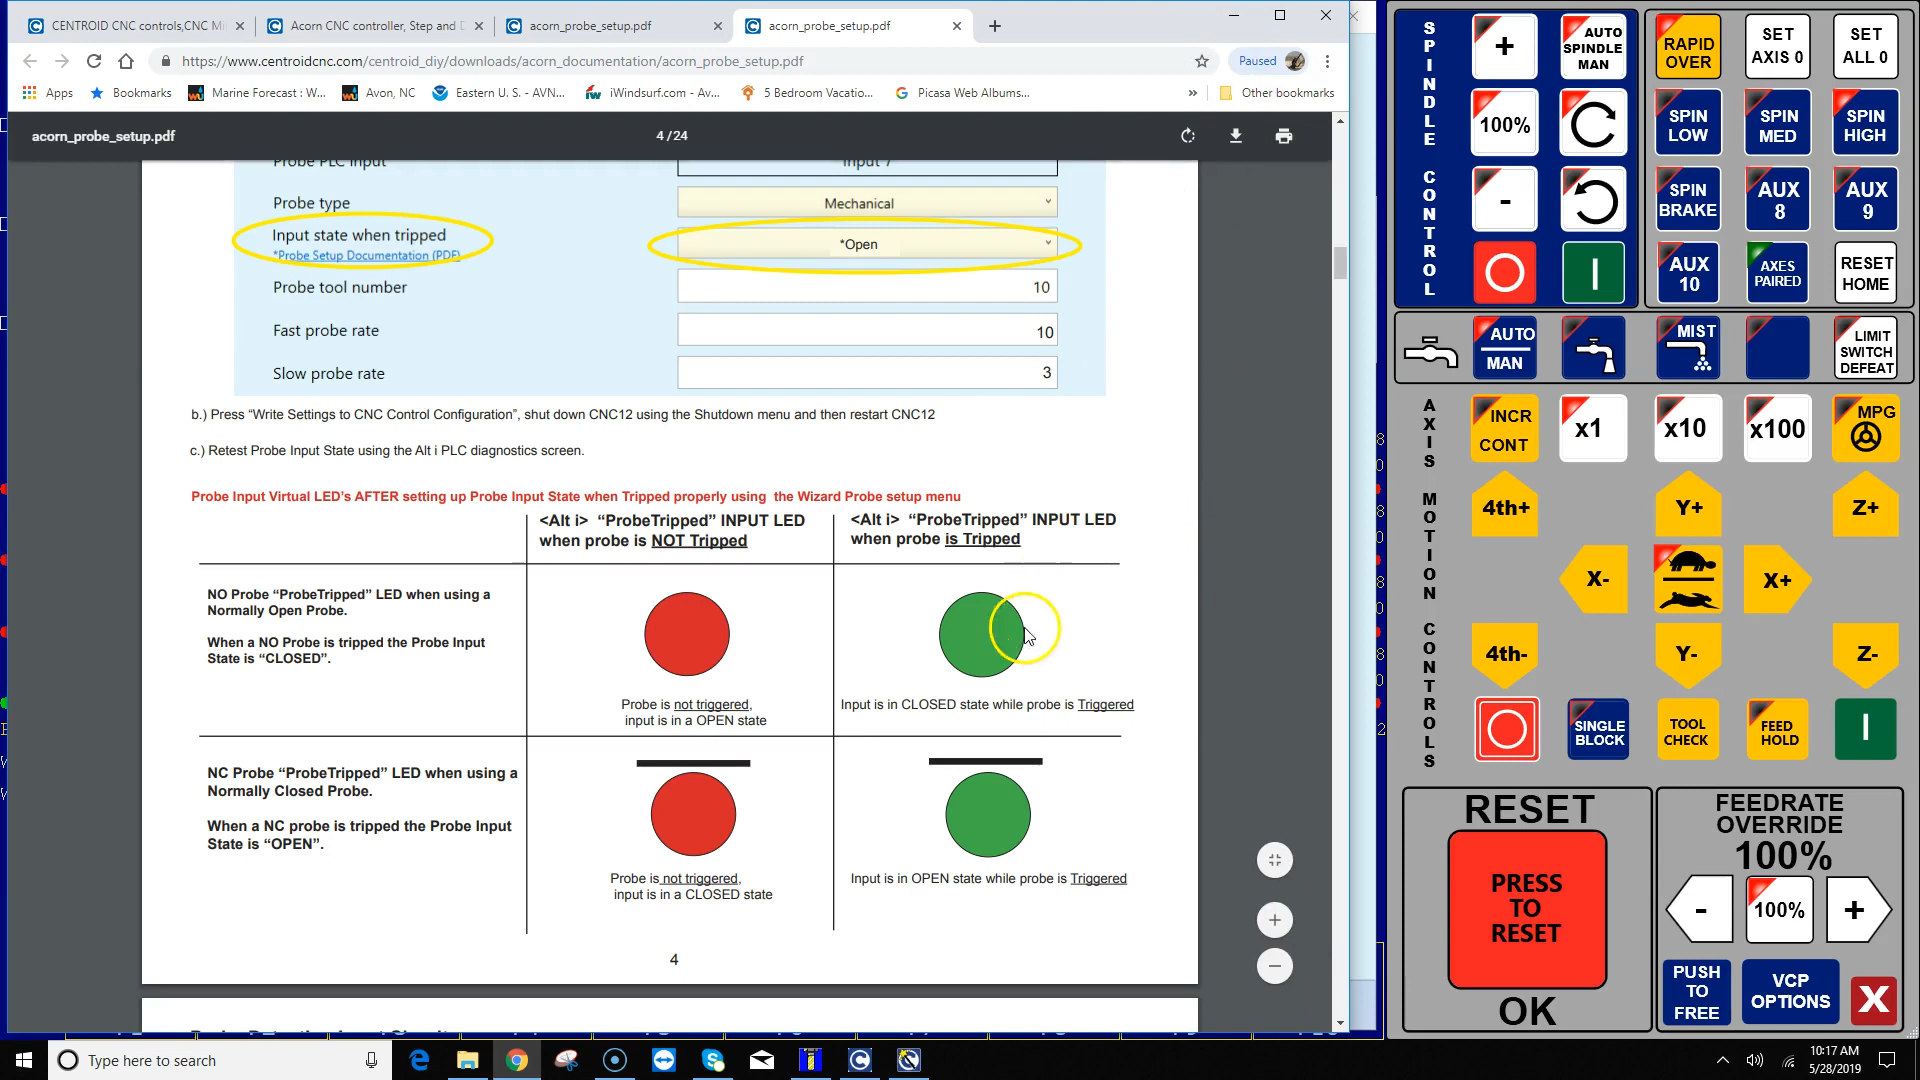 CENTROID CNC controls,CNC Mi
Acorn CNC controller, Step and D
acorn_probe_setup.pdf
acorn_probe_setup.pdf
https://www.centroidcnc.com/centroid_diy/downloads/acorn_documentation/acorn_probe_setup.pdf
Paused
Apps
Bookmarks
Marine Forecast : W...
Avon, NC
Eastern U. S. - AVN...
iWindsurf.com - Av...
5 Bedroom Vacatio...
Picasa Web Albums...
»
Other bookmarks
acorn_probe_setup.pdf
4 / 24
Probe PLC input
Input 7
Probe type
Mechanical
Input state when tripped
*Open
*Probe Setup Documentation (PDF)
Probe tool number
10
Fast probe rate
10
Slow probe rate
3
b.) Press “Write Settings to CNC Control Configuration”, shut down CNC12 using the Shutdown menu and then restart CNC12
c.) Retest Probe Input State using the Alt i PLC diagnostics screen.
Probe Input Virtual LED's AFTER setting up Probe Input State when Tripped properly using the Wizard Probe setup menu
<Alt i> “ProbeTripped” INPUT LED
when probe is NOT Tripped
<Alt i> “ProbeTripped” INPUT LED
when probe is Tripped
NO Probe “ProbeTripped” LED when using a
Normally Open Probe.
When a NO Probe is tripped the Probe Input
State is “CLOSED”.
Probe is not triggered,
input is in a OPEN state
Input is in CLOSED state while probe is Triggered
NC Probe “ProbeTripped” LED when using a
Normally Closed Probe.
When a NC probe is tripped the Probe Input
State is “OPEN”.
Probe is not triggered,
input is in a CLOSED state
Input is in OPEN state while probe is Triggered
4
SPINDLE CONTROL
+
AUTO
SPINDLE
MAN
100%
-
RAPID
OVER
SET
AXIS 0
SET
ALL 0
SPIN
LOW
SPIN
MED
SPIN
HIGH
SPIN
BRAKE
AUX
8
AUX
9
AUX
10
AXES
PAIRED
RESET
HOME
AUTO
MAN
MIST
LIMIT
SWITCH
DEFEAT
AXIS MOTION CONTROLS
INCR
CONT
x1
x10
x100
MPG
4th+
Y+
Z+
X-
X+
4th-
Y-
Z-
SINGLE
BLOCK
TOOL
CHECK
FEED
HOLD
RESET
PRESS
TO
RESET
OK
FEEDRATE
OVERRIDE
100%
-
100%
+
PUSH
TO
FREE
VCP
OPTIONS
X
Type here to search
10:17 AM
5/28/2019